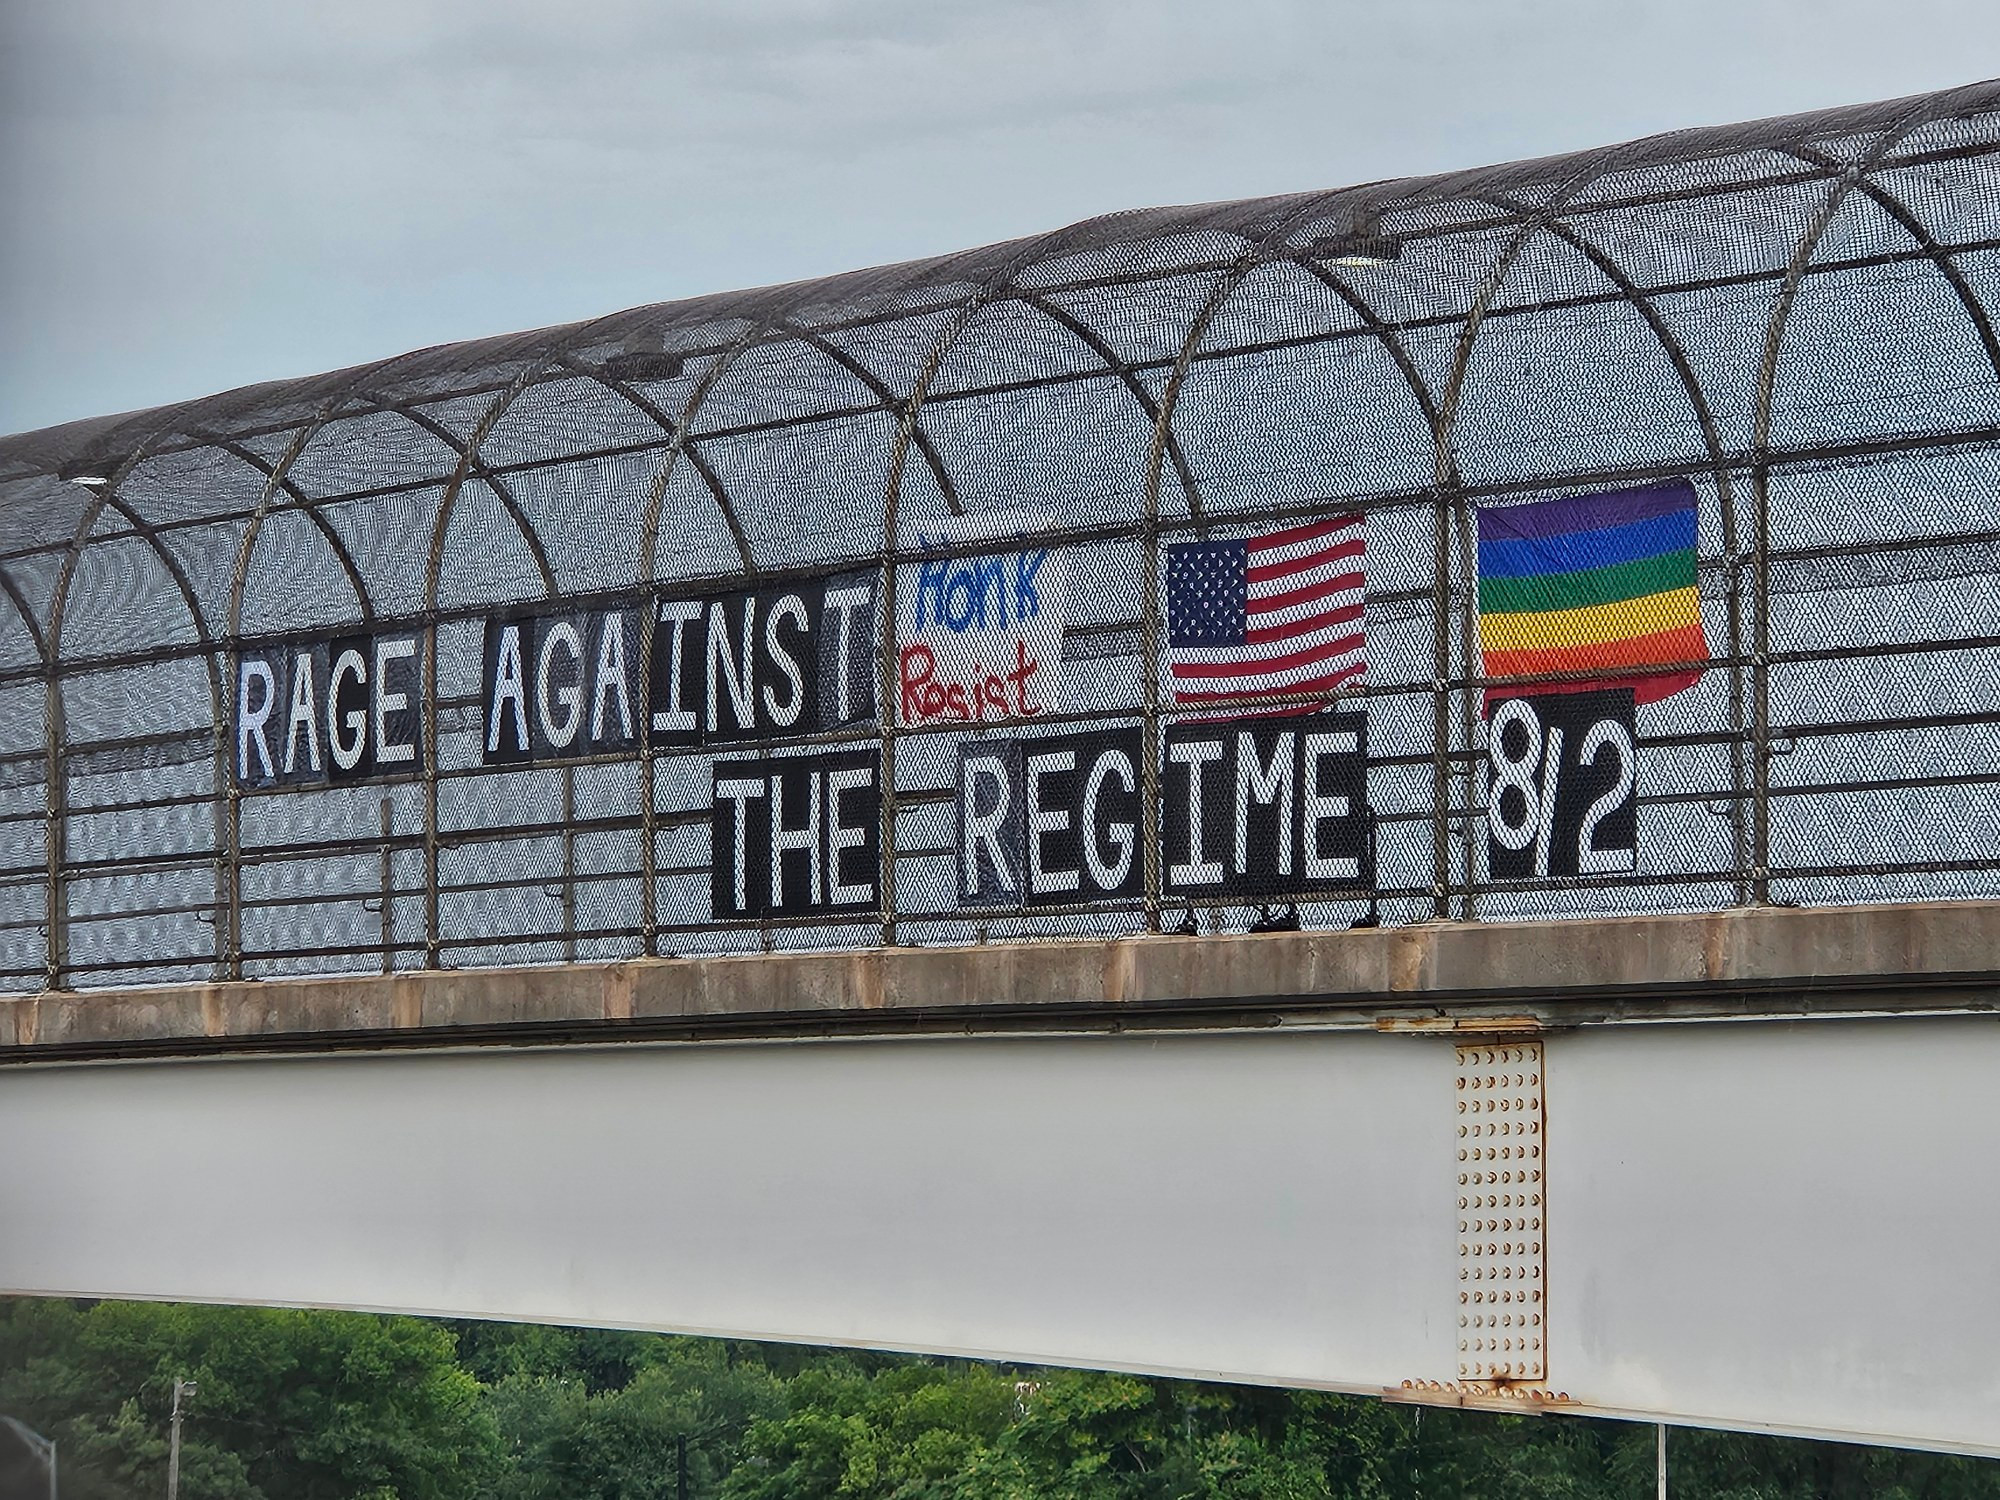 RAGE AGAINST
Honk
Resist
THE REGIME 8/2